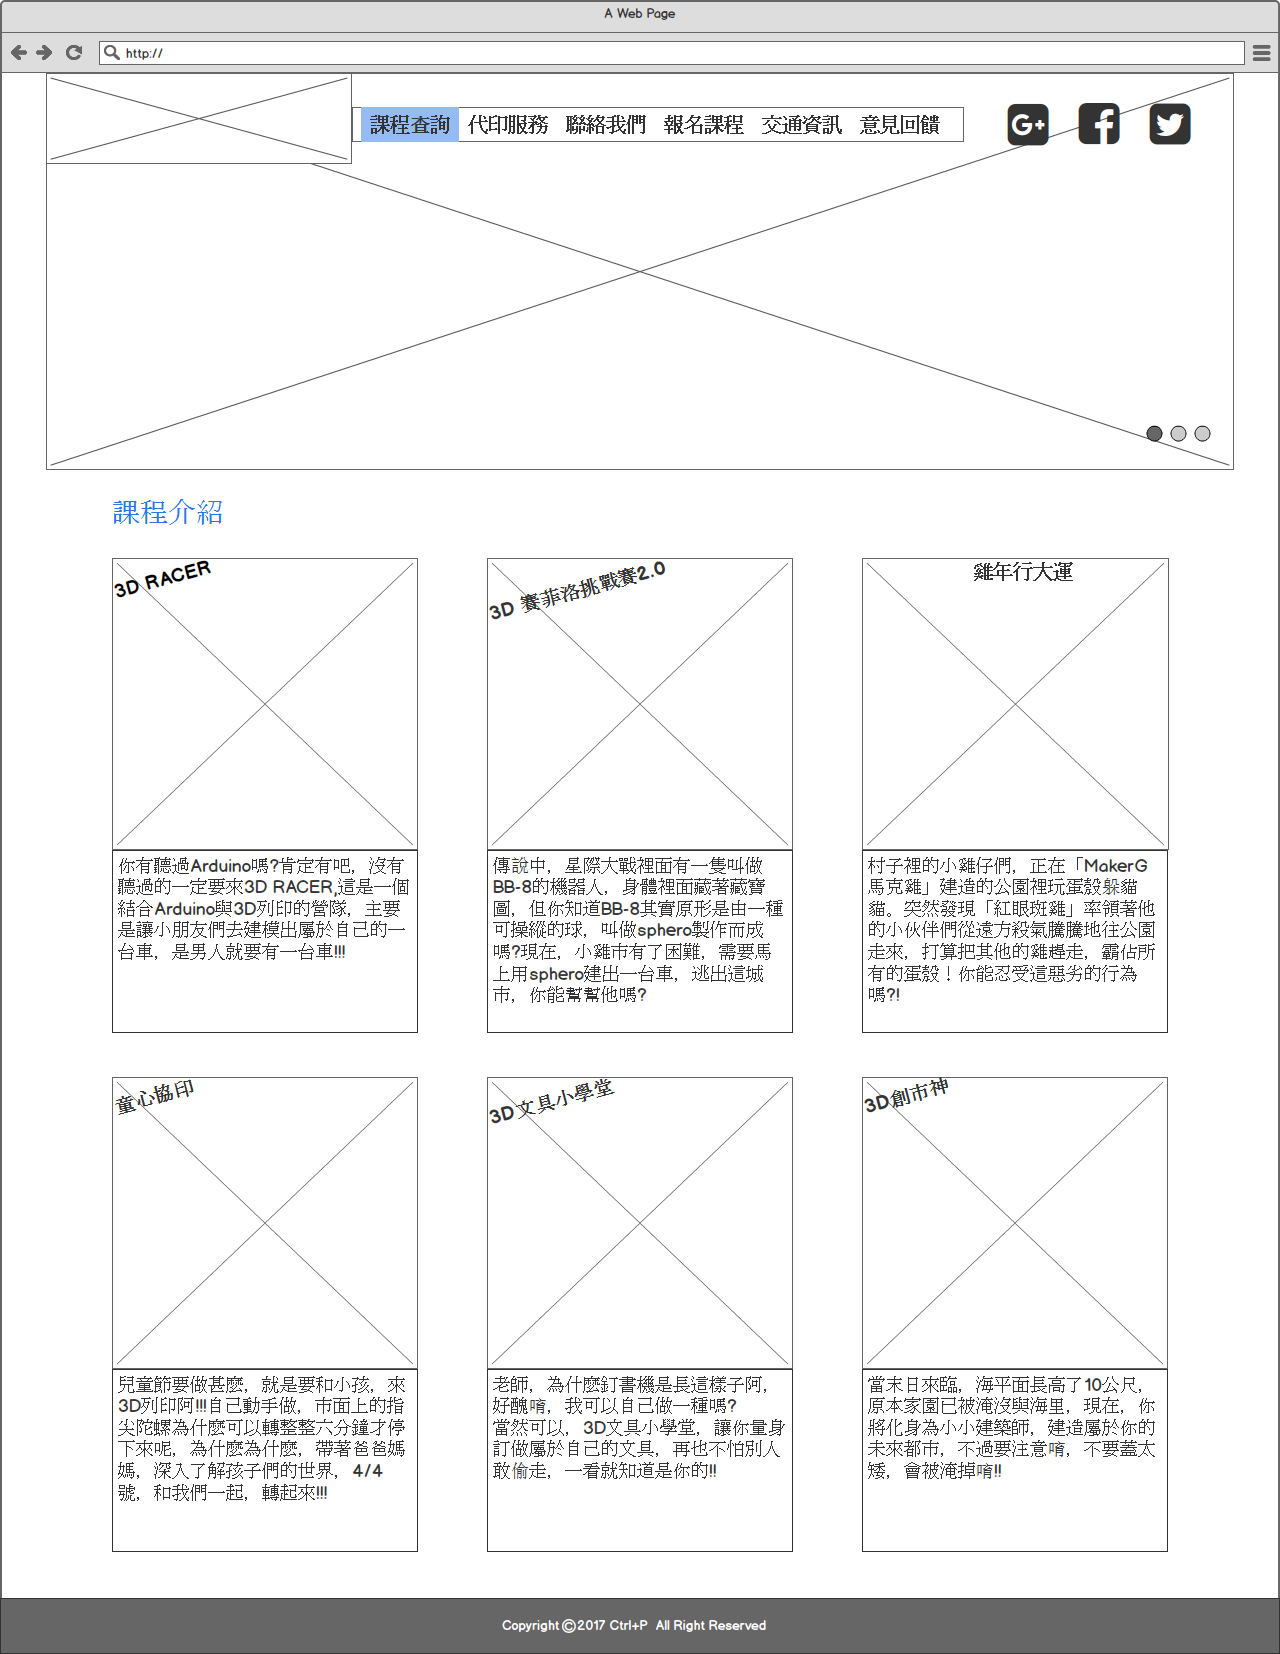 A Web Page
http://
課程查詢 代印服務 聯絡我們 報名課程 交通資訊 意見回饋
課程介紹
3D RACER
你有聽過Arduino嗎?肯定有吧，沒有
聽過的一定要來3D RACER,這是一個
結合Arduino與3D列印的營隊，主要
是讓小朋友們去建模出屬於自己的一
台車，是男人就要有一台車!!!
3D 賽菲洛挑戰賽2.0
傳說中，星際大戰裡面有一隻叫做
BB-8的機器人，身體裡面藏著藏寶
圖，但你知道BB-8其實原形是由一種
可操縱的球，叫做sphero製作而成
嗎?現在，小雞市有了困難，需要馬
上用sphero建出一台車，逃出這城
市，你能幫幫他嗎?
雞年行大運
村子裡的小雞仔們，正在「MakerG
馬克雞」建造的公園裡玩蛋殼躲貓
貓。突然發現「紅眼斑雞」率領著他
的小伙伴們從遠方殺氣騰騰地往公園
走來，打算把其他的雞趕走，霸佔所
有的蛋殼！你能忍受這惡劣的行為
嗎?!
童心協印
兒童節要做甚麼，就是要和小孩，來
3D列印阿!!!自己動手做，市面上的指
尖陀螺為什麼可以轉整整六分鐘才停
下來呢，為什麼為什麼，帶著爸爸媽
媽，深入了解孩子們的世界，4/4
號，和我們一起，轉起來!!!
3D文具小學堂
老師，為什麼釘書機是長這樣子阿，
好醜唷，我可以自己做一種嗎?
當然可以，3D文具小學堂，讓你量身
訂做屬於自己的文具，再也不怕別人
敢偷走，一看就知道是你的!!
3D創市神
當末日來臨，海平面長高了10公尺，
原本家園已被淹沒與海里，現在，你
將化身為小小建築師，建造屬於你的
未來都市，不過要注意唷，不要蓋太
矮，會被淹掉唷!!
Copyright©2017 Ctrl+P All Right Reserved